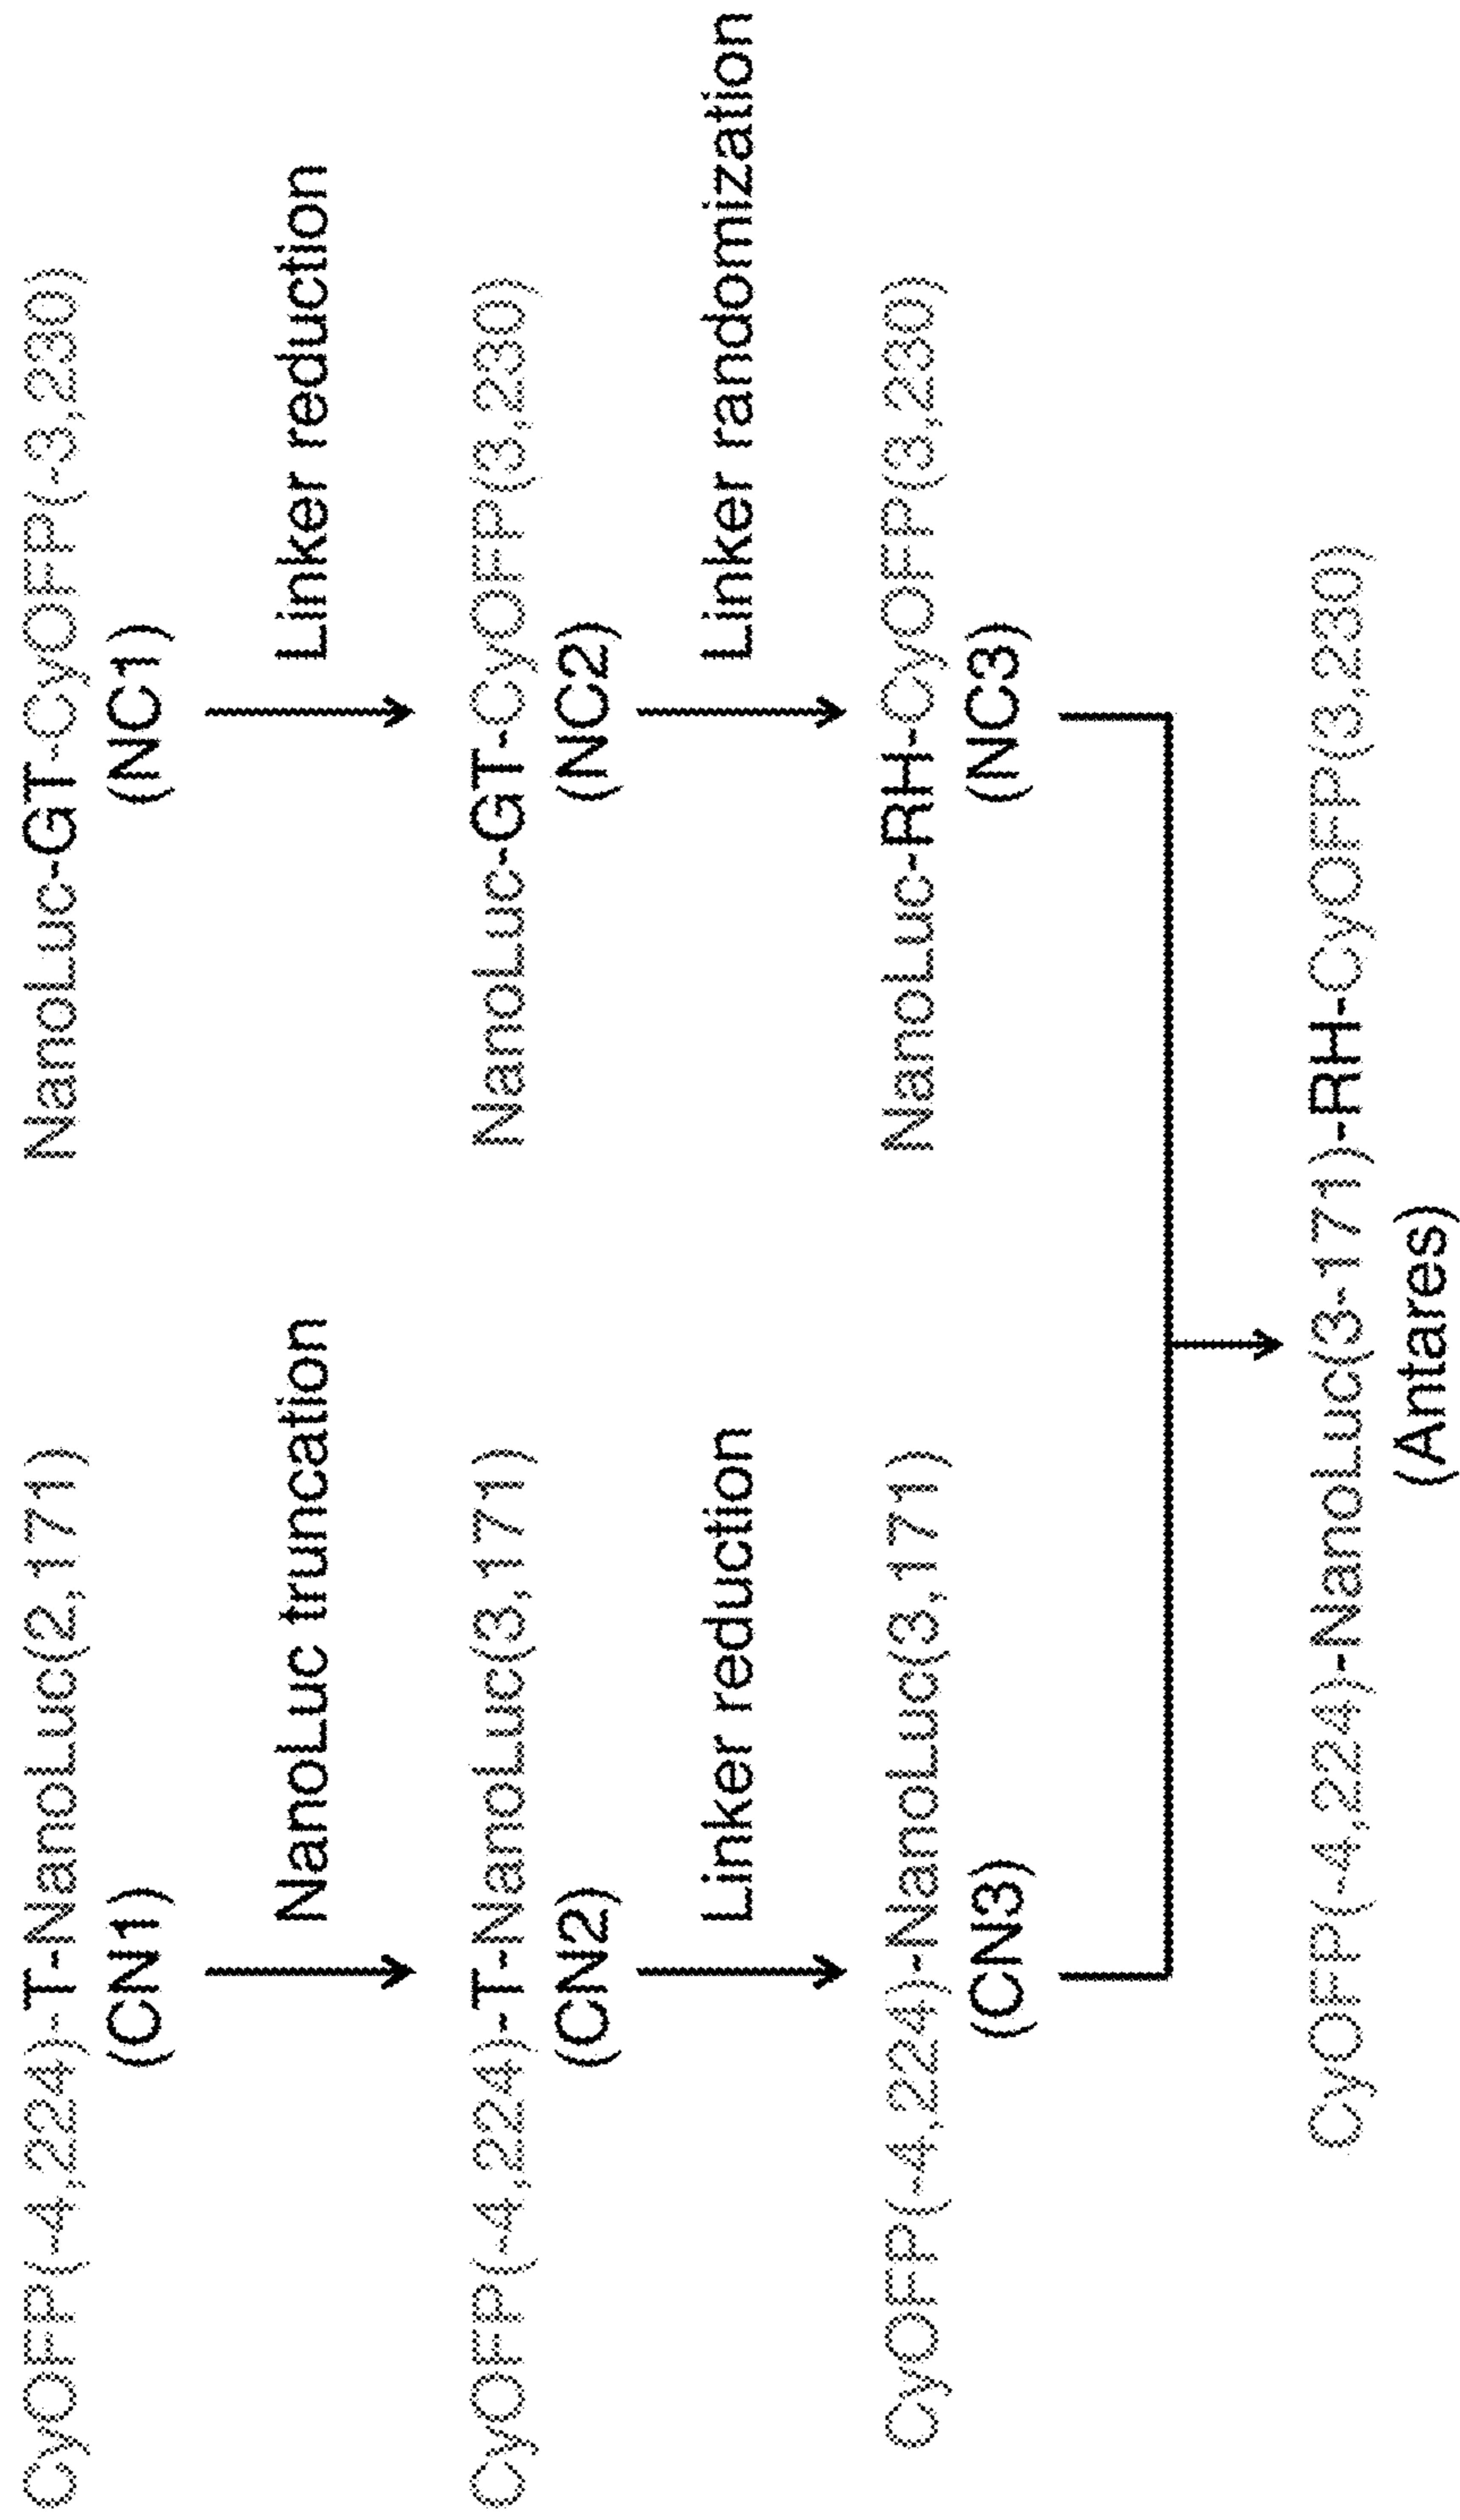 CyOFP(-4,224)-T-NanoLuc(2,171)
(CN1)
NanoLuc truncation
CyOFP(-4,224)-T-NanoLuc(3,171)
(CN2)
Linker reduction
CyOFP(-4,224)-NanoLuc(3,171)
(CN3)
NanoLuc-GT-CyOFP(-3,230)
(NC1)
Linker reduction
NanoLuc-GT-CyOFP(3,230)
(NC2)
Linker randomization
NanoLuc-RH-CyOFP(3,230)
(NC3)
CyOFP(-4,224)-NanoLuc(3-171)-RH-CyOFP(3,230)
(Antares)